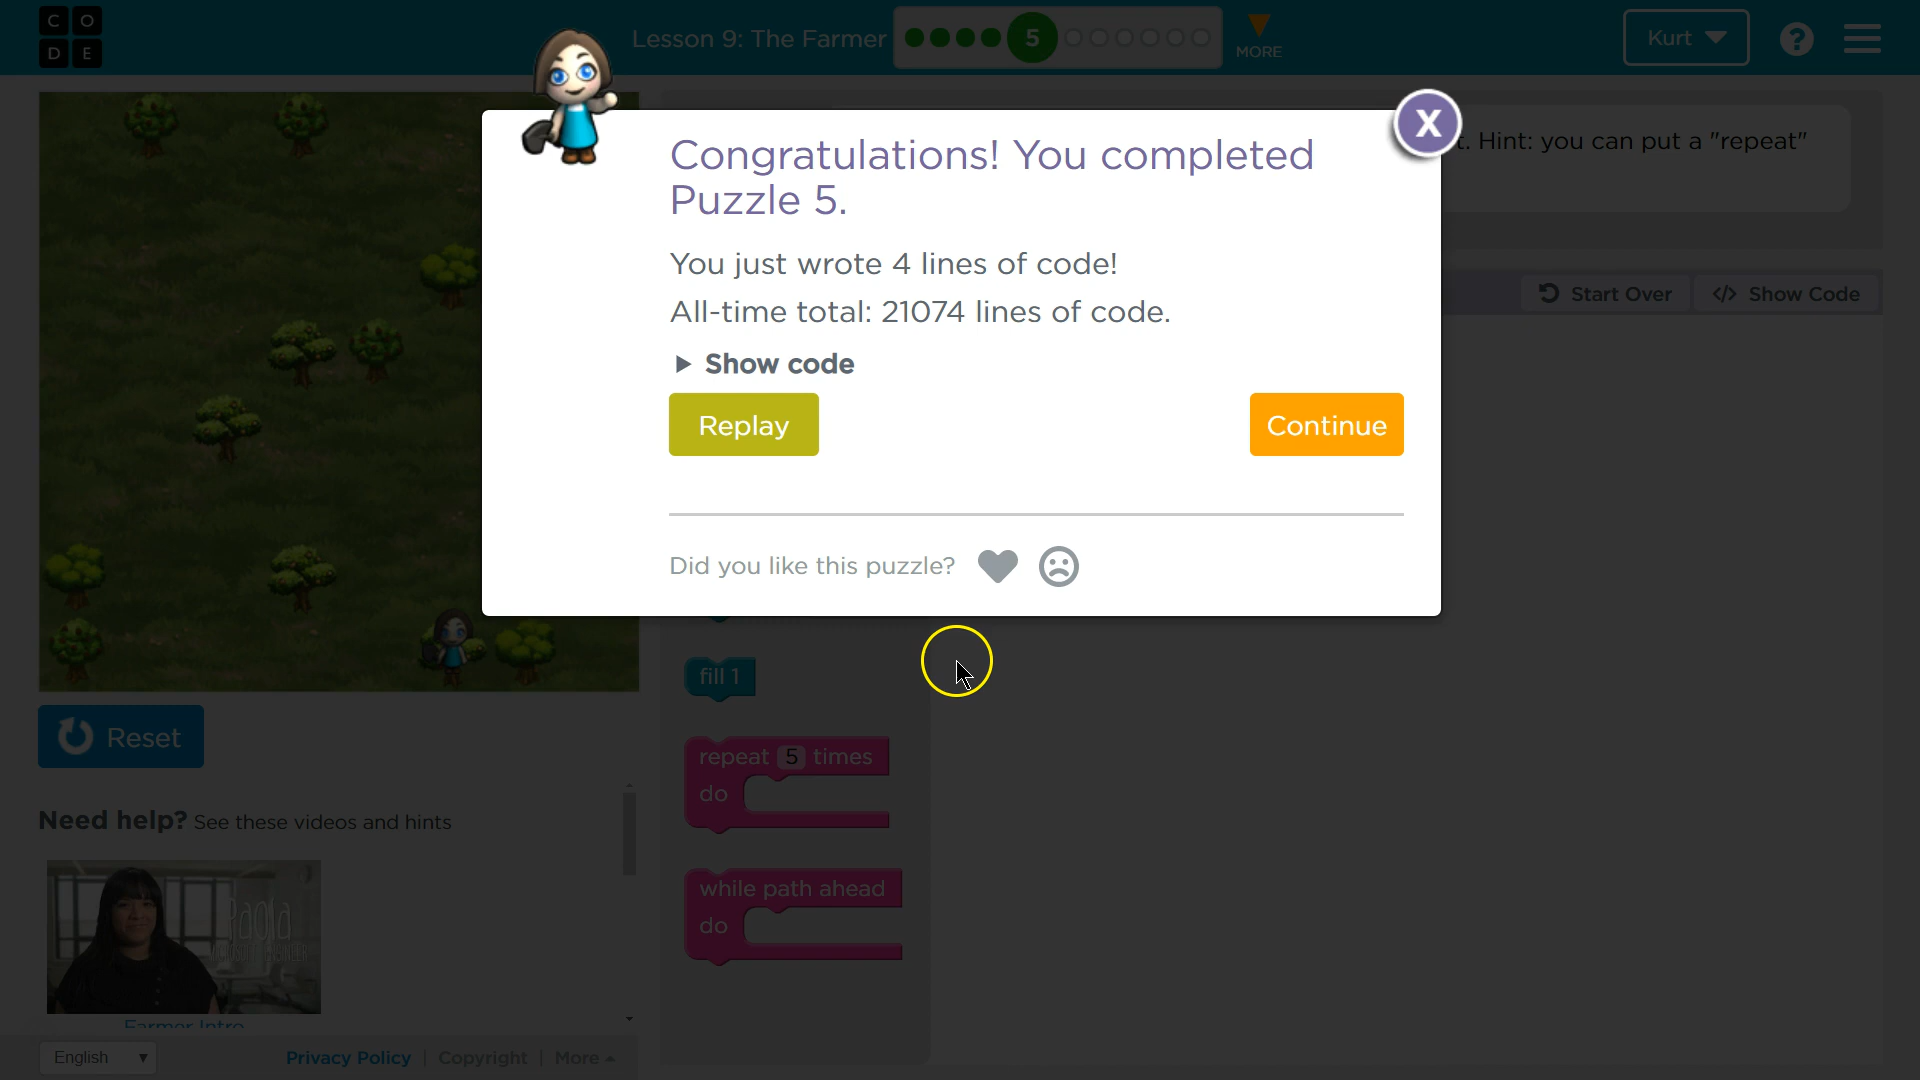 C O
D E
Lesson 9: The Farmer
5
MORE
Kurt
?
X
Congratulations! You completed
Puzzle 5.
t. Hint: you can put a "repeat"
You just wrote 4 lines of code!
All-time total: 21074 lines of code.
Start Over
Show Code
Show code
Replay
Continue
Did you like this puzzle?
fill 1
Reset
repeat 5 times
do
Need help? See these videos and hints
while path ahead
do
Paola
Farmer Intro
English
Privacy Policy | Copyright | More